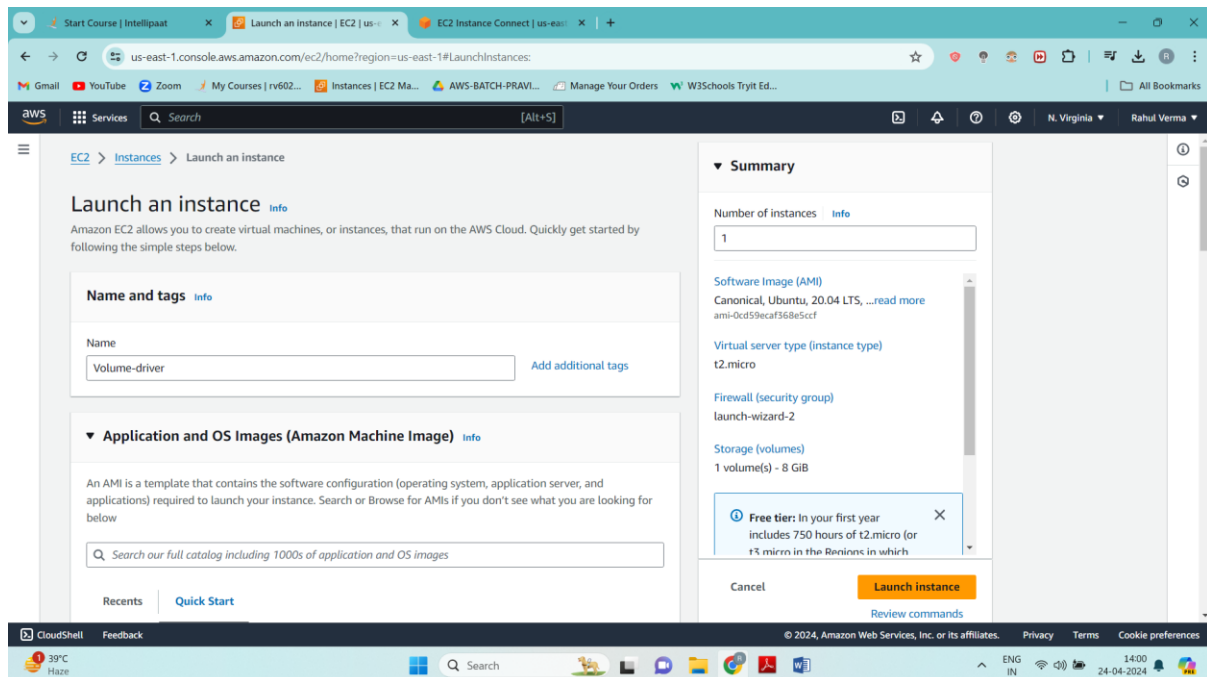 Start Course | Intellipaat
Launch an instance | EC2 | us-e
EC2 Instance Connect | us-east
us-east-1.console.aws.amazon.com/ec2/home?region=us-east-1#LaunchInstances:
Gmail YouTube Zoom My Courses | rv602... Instances | EC2 Ma... AWS-BATCH-PRAVI... Manage Your Orders W3Schools Tryit Ed... All Bookmarks
aws Services Search [Alt+S] N. Virginia Rahul Verma
EC2 > Instances > Launch an instance
Launch an instance Info
Amazon EC2 allows you to create virtual machines, or instances, that run on the AWS Cloud. Quickly get started by
following the simple steps below.
Name and tags Info
Name
Volume-driver
Add additional tags
Application and OS Images (Amazon Machine Image) Info
An AMI is a template that contains the software configuration (operating system, application server, and
applications) required to launch your instance. Search or Browse for AMIs if you don't see what you are looking for
below
Search our full catalog including 1000s of application and OS images
Recents Quick Start
Summary
Number of instances Info
1
Software Image (AMI)
Canonical, Ubuntu, 20.04 LTS, ...read more
ami-0cd59ecaf368e5ccf
Virtual server type (instance type)
t2.micro
Firewall (security group)
launch-wizard-2
Storage (volumes)
1 volume(s) - 8 GiB
Free tier: In your first year
includes 750 hours of t2.micro (or
t3.micro in the Regions in which
Cancel Launch instance
Review commands
CloudShell Feedback © 2024, Amazon Web Services, Inc. or its affiliates. Privacy Terms Cookie preferences
1
39°C
Haze
Search
ENG
IN
14:00
24-04-2024